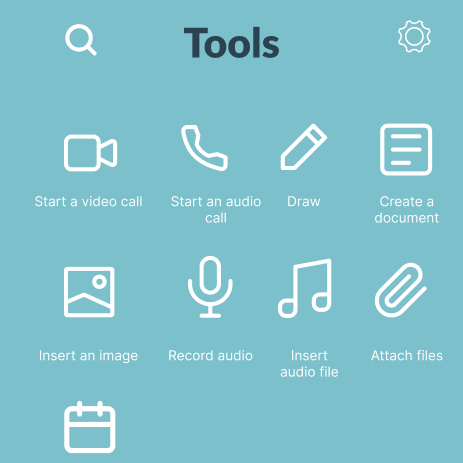 Tools
Start a video call
Start an audio
call
Draw
Create a
document
Insert an image
Record audio
Insert
audio file
Attach files